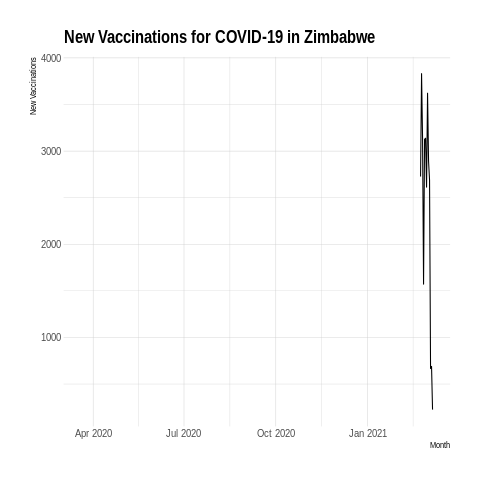 New Vaccinations for COVID-19 in Zimbabwe
New Vaccinations
4000
3000
2000
1000
Apr 2020 Jul 2020 Oct 2020 Jan 2021
Month